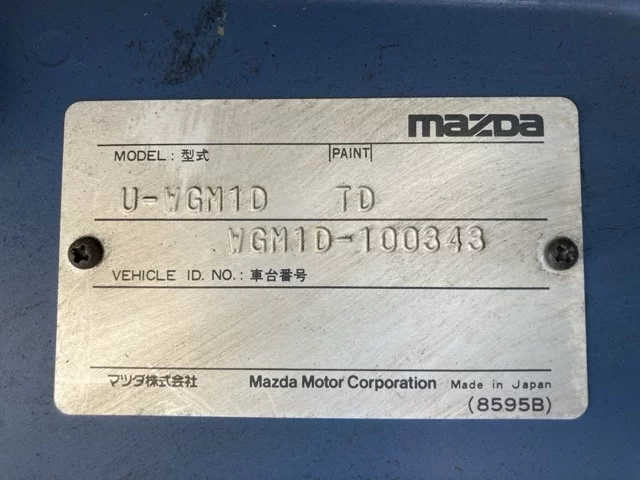 mazda
MODEL：型式 |PAINT|
U-WGM1D TD
WGM1D-100343
VEHICLE ID. NO.：車台番号
マツダ株式会社 Mazda Motor Corporation Made in Japan
(8595B)